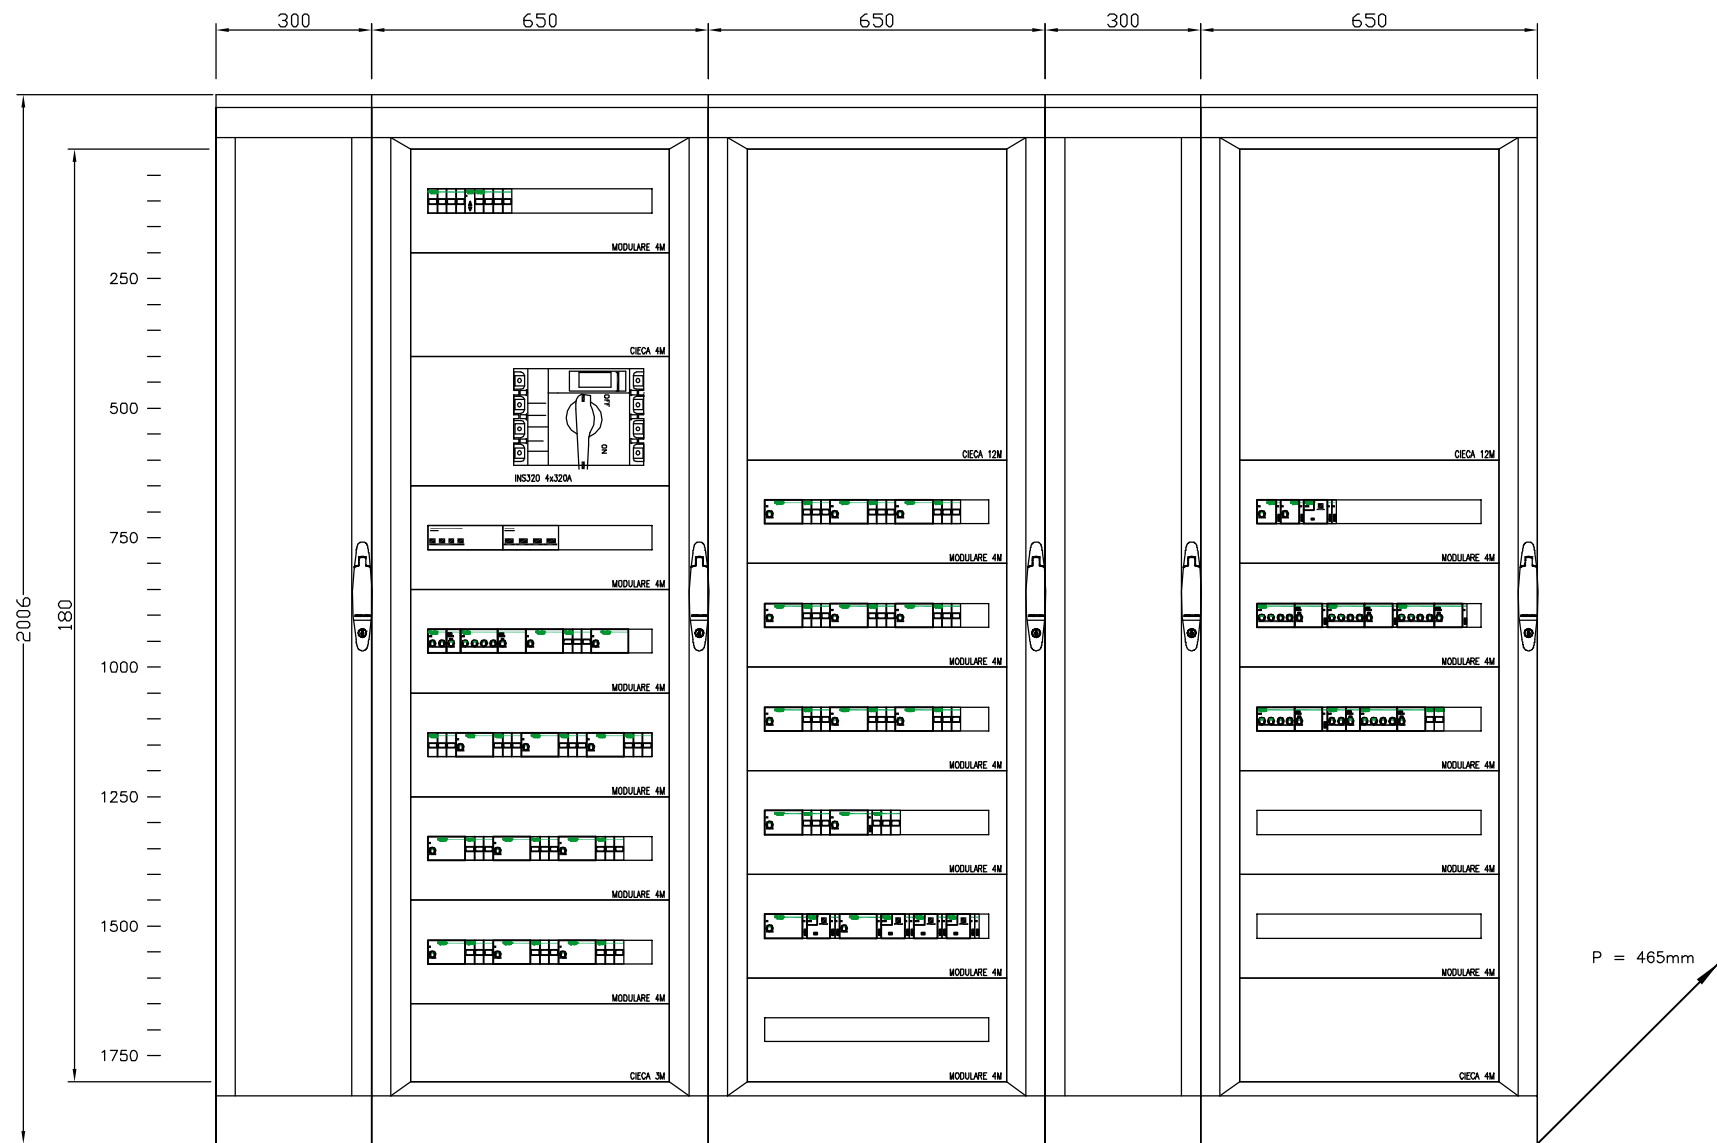 300 650 650 300 650
MODULARE 4M
250
CIECA 4M
OFF
500
ON
CIECA 12M CIECA 12M
INS320 4x320A
750
MODULARE 4M MODULARE 4M
MODULARE 4M
2006
180
1000
MODULARE 4M MODULARE 4M
MODULARE 4M
MODULARE 4M MODULARE 4M
1250
MODULARE 4M
MODULARE 4M MODULARE 4M
MODULARE 4M
1500
P = 465mm
MODULARE 4M MODULARE 4M
MODULARE 4M
1750
CIECA 3M MODULARE 4M CIECA 4M